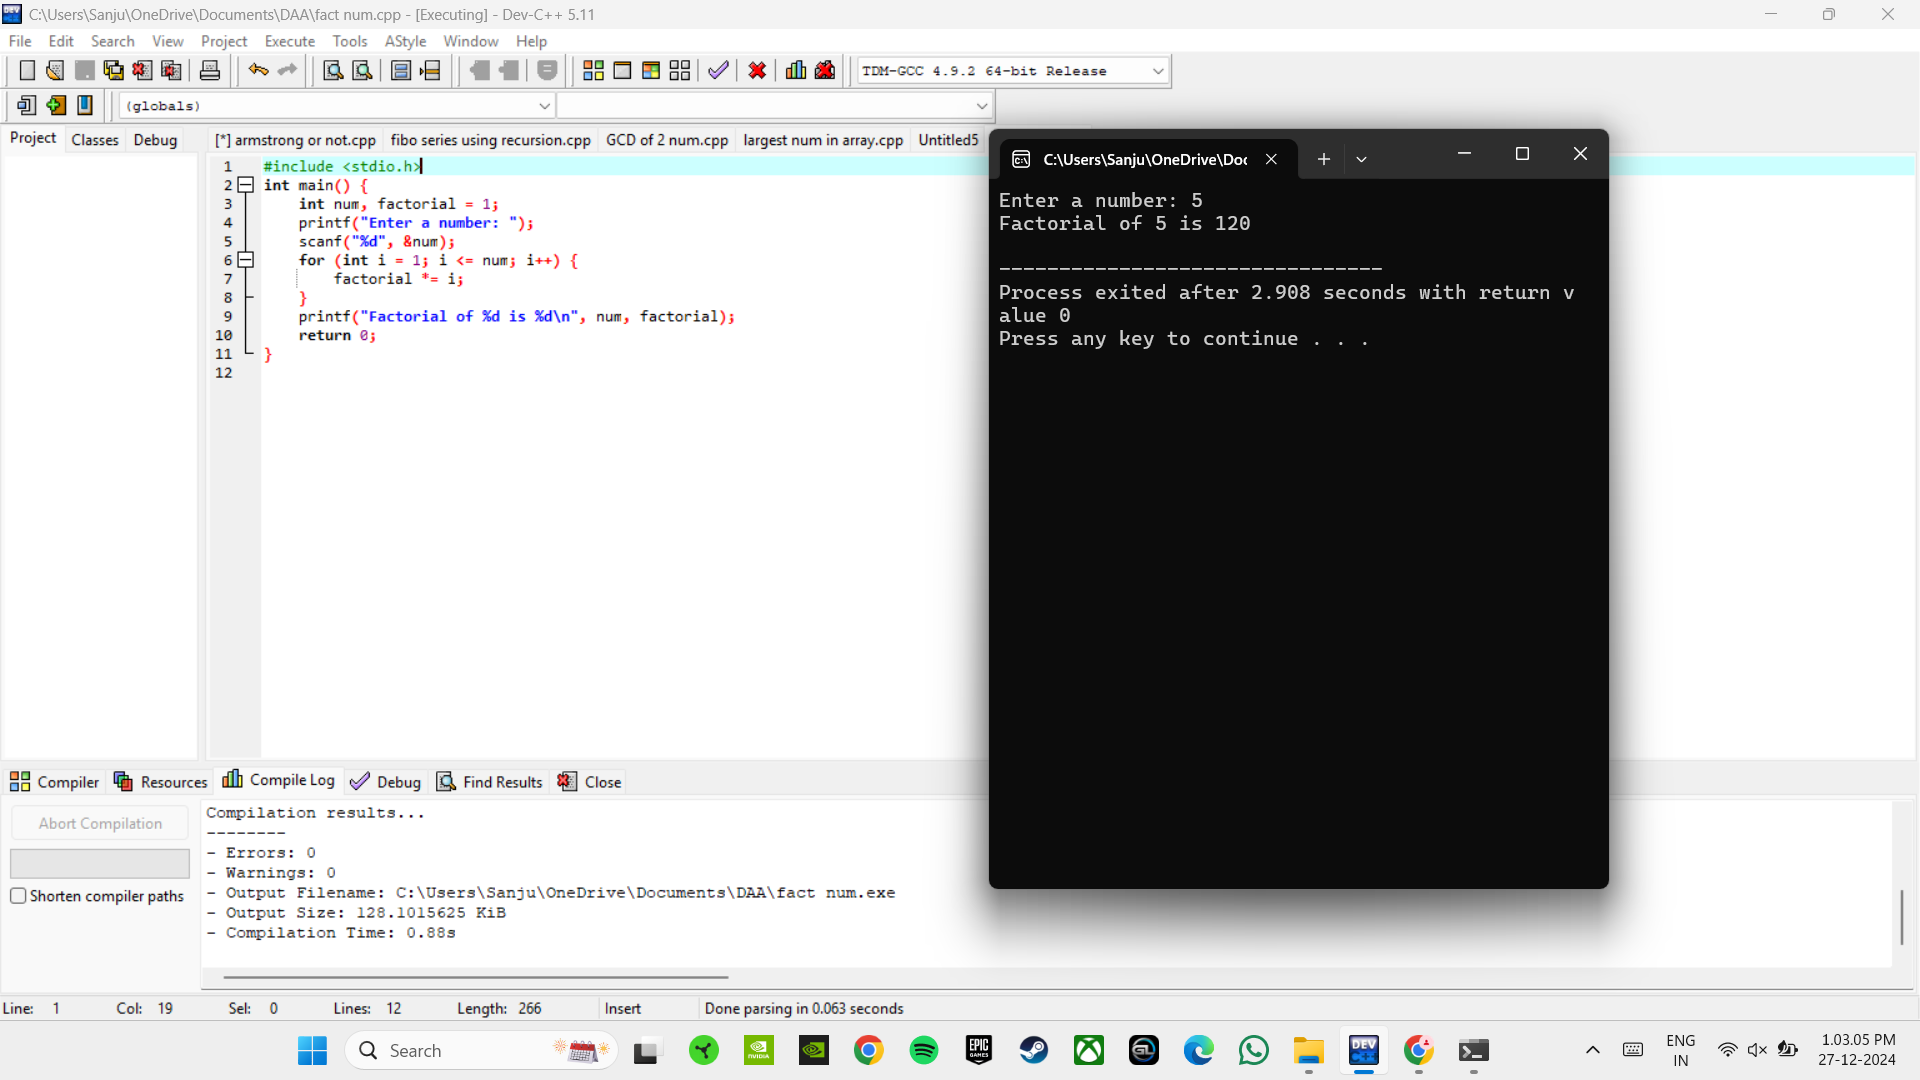 C:\Users\Sanju\OneDrive\Documents\DAA\fact num.cpp - [Executing] - Dev-C++ 5.11
File Edit Search View Project Execute Tools AStyle Window Help
TDM-GCC 4.9.2 64-bit Release
(globals)
Project Classes Debug
[*] armstrong or not.cpp fibo series using recursion.cpp GCD of 2 num.cpp largest num in array.cpp Untitled5
1 #include <stdio.h>
2 int main() {
3 int num, factorial = 1;
4 printf("Enter a number: ");
5 scanf("%d", &num);
6 for (int i = 1; i <= num; i++) {
7 factorial *= i;
8 }
9 printf("Factorial of %d is %d\n", num, factorial);
10 return 0;
11 }
12
C:\Users\Sanju\OneDrive\Doc
Enter a number: 5
Factorial of 5 is 120
--------------------------------
Process exited after 2.908 seconds with return v
alue 0
Press any key to continue . . .
Compiler Resources Compile Log Debug Find Results Close
Abort Compilation
Shorten compiler paths
Compilation results...
--------
- Errors: 0
- Warnings: 0
- Output Filename: C:\Users\Sanju\OneDrive\Documents\DAA\fact num.exe
- Output Size: 128.1015625 KiB
- Compilation Time: 0.88s
Line: 1 Col: 19 Sel: 0 Lines: 12 Length: 266 Insert Done parsing in 0.063 seconds
Search
NVIDIA
EPIC GAMES
DEV C++
ENG
IN
1.03.05 PM
27-12-2024